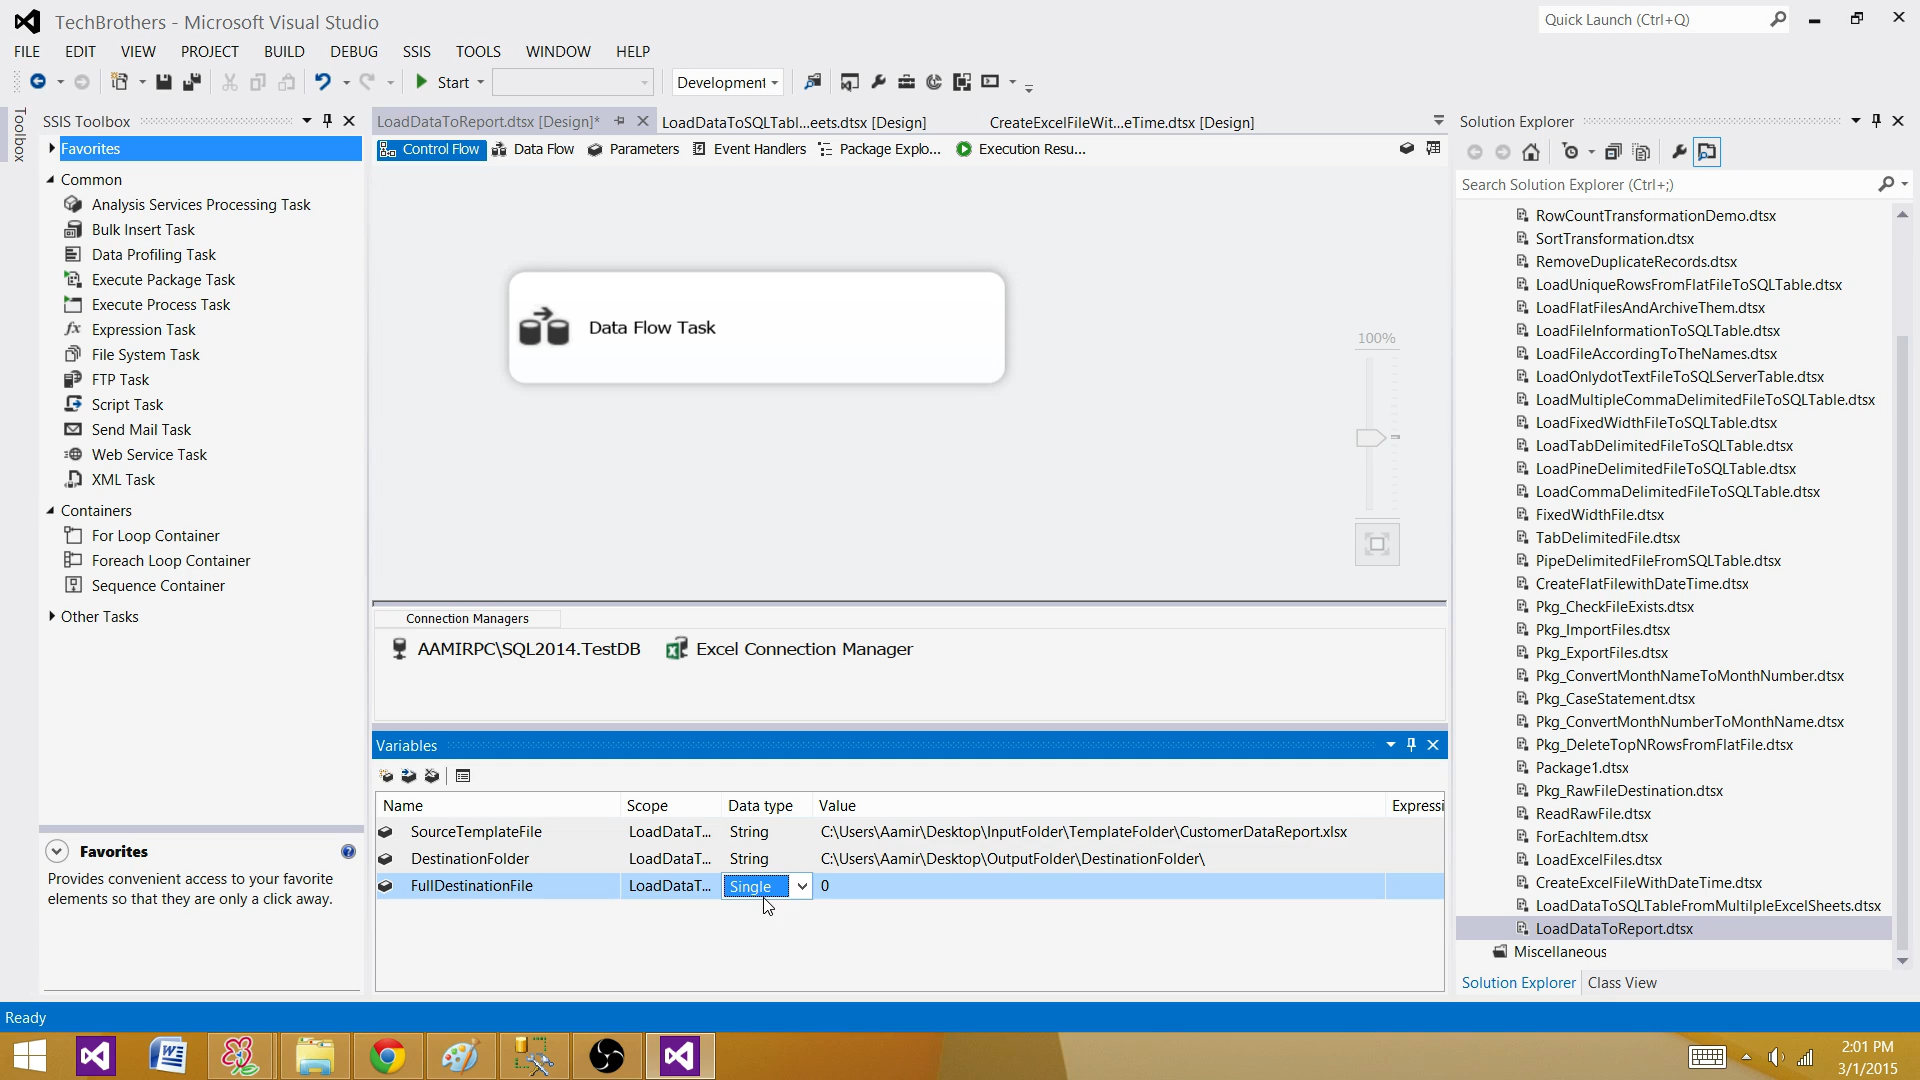 TechBrothers - Microsoft Visual Studio
Quick Launch (Ctrl+Q)
FILE EDIT VIEW PROJECT BUILD DEBUG SSIS TOOLS WINDOW HELP
Start Development
Toolbox
SSIS Toolbox
Favorites
Common
Analysis Services Processing Task
Bulk Insert Task
Data Profiling Task
Execute Package Task
Execute Process Task
Expression Task
File System Task
FTP Task
Script Task
Send Mail Task
Web Service Task
XML Task
Containers
For Loop Container
Foreach Loop Container
Sequence Container
Other Tasks
Favorites
Provides convenient access to your favorite
elements so that they are only a click away.
LoadDataToReport.dtsx [Design]* LoadDataToSQLTabl...eets.dtsx [Design] CreateExcelFileWit...eTime.dtsx [Design]
Control Flow Data Flow Parameters Event Handlers Package Explo... Execution Resu...
Data Flow Task
100%
Connection Managers
AAMIRPC\SQL2014.TestDB Excel Connection Manager
Variables
Name Scope Data type Value Expressi
SourceTemplateFile LoadDataT... String C:\Users\Aamir\Desktop\InputFolder\TemplateFolder\CustomerDataReport.xlsx
DestinationFolder LoadDataT... String C:\Users\Aamir\Desktop\OutputFolder\DestinationFolder\
FullDestinationFile LoadDataT... Single 0
Solution Explorer
Search Solution Explorer (Ctrl+;)
RowCountTransformationDemo.dtsx
SortTransformation.dtsx
RemoveDuplicateRecords.dtsx
LoadUniqueRowsFromFlatFileToSQLTable.dtsx
LoadFlatFilesAndArchiveThem.dtsx
LoadFileInformationToSQLTable.dtsx
LoadFileAccordingToTheNames.dtsx
LoadOnlydotTextFileToSQLServerTable.dtsx
LoadMultipleCommaDelimitedFileToSQLTable.dtsx
LoadFixedWidthFileToSQLTable.dtsx
LoadTabDelimitedFileToSQLTable.dtsx
LoadPineDelimitedFileToSQLTable.dtsx
LoadCommaDelimitedFileToSQLTable.dtsx
FixedWidthFile.dtsx
TabDelimitedFile.dtsx
PipeDelimitedFileFromSQLTable.dtsx
CreateFlatFilewithDateTime.dtsx
Pkg_CheckFileExists.dtsx
Pkg_ImportFiles.dtsx
Pkg_ExportFiles.dtsx
Pkg_ConvertMonthNameToMonthNumber.dtsx
Pkg_CaseStatement.dtsx
Pkg_ConvertMonthNumberToMonthName.dtsx
Pkg_DeleteTopNRowsFromFlatFile.dtsx
Package1.dtsx
Pkg_RawFileDestination.dtsx
ReadRawFile.dtsx
ForEachItem.dtsx
LoadExcelFiles.dtsx
CreateExcelFileWithDateTime.dtsx
LoadDataToSQLTableFromMultilpleExcelSheets.dtsx
LoadDataToReport.dtsx
Miscellaneous
Solution Explorer Class View
Ready
2:01 PM
3/1/2015